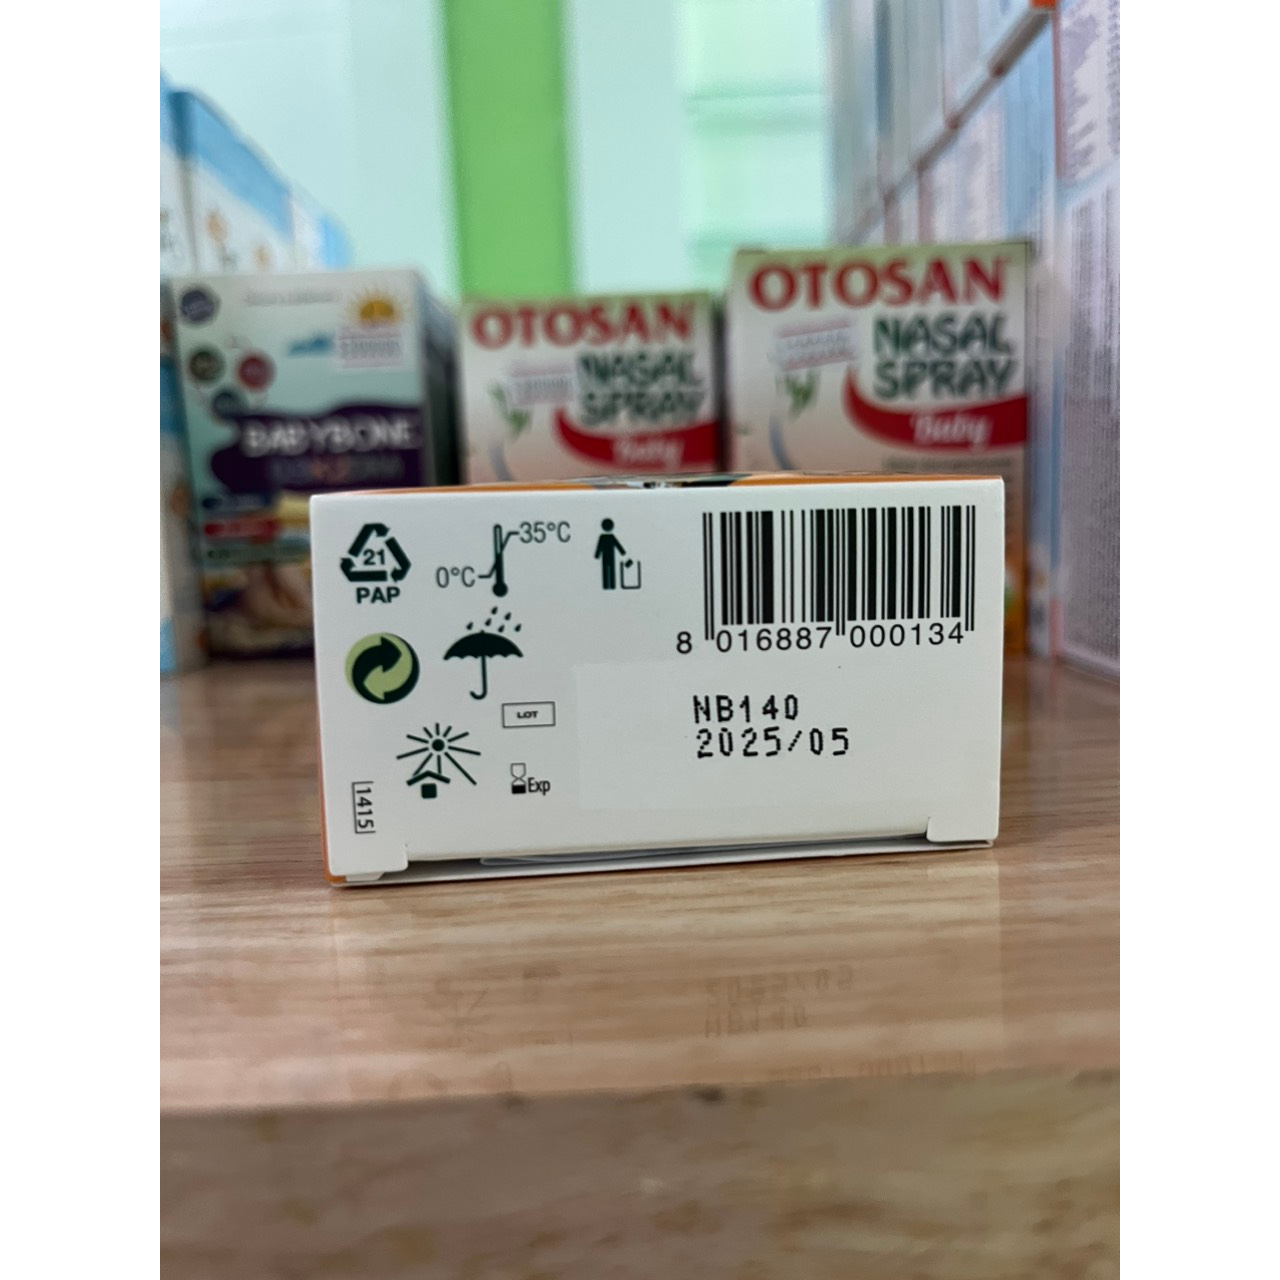 OTOSAN
NASAL
SPRAY
Baby
OTOSAN
NASAL
SPRAY
Baby
BABYBONE
21
PAP
0°C
35°C
8 016887 000134
LOT
NB140
2025/05
Exp
1415